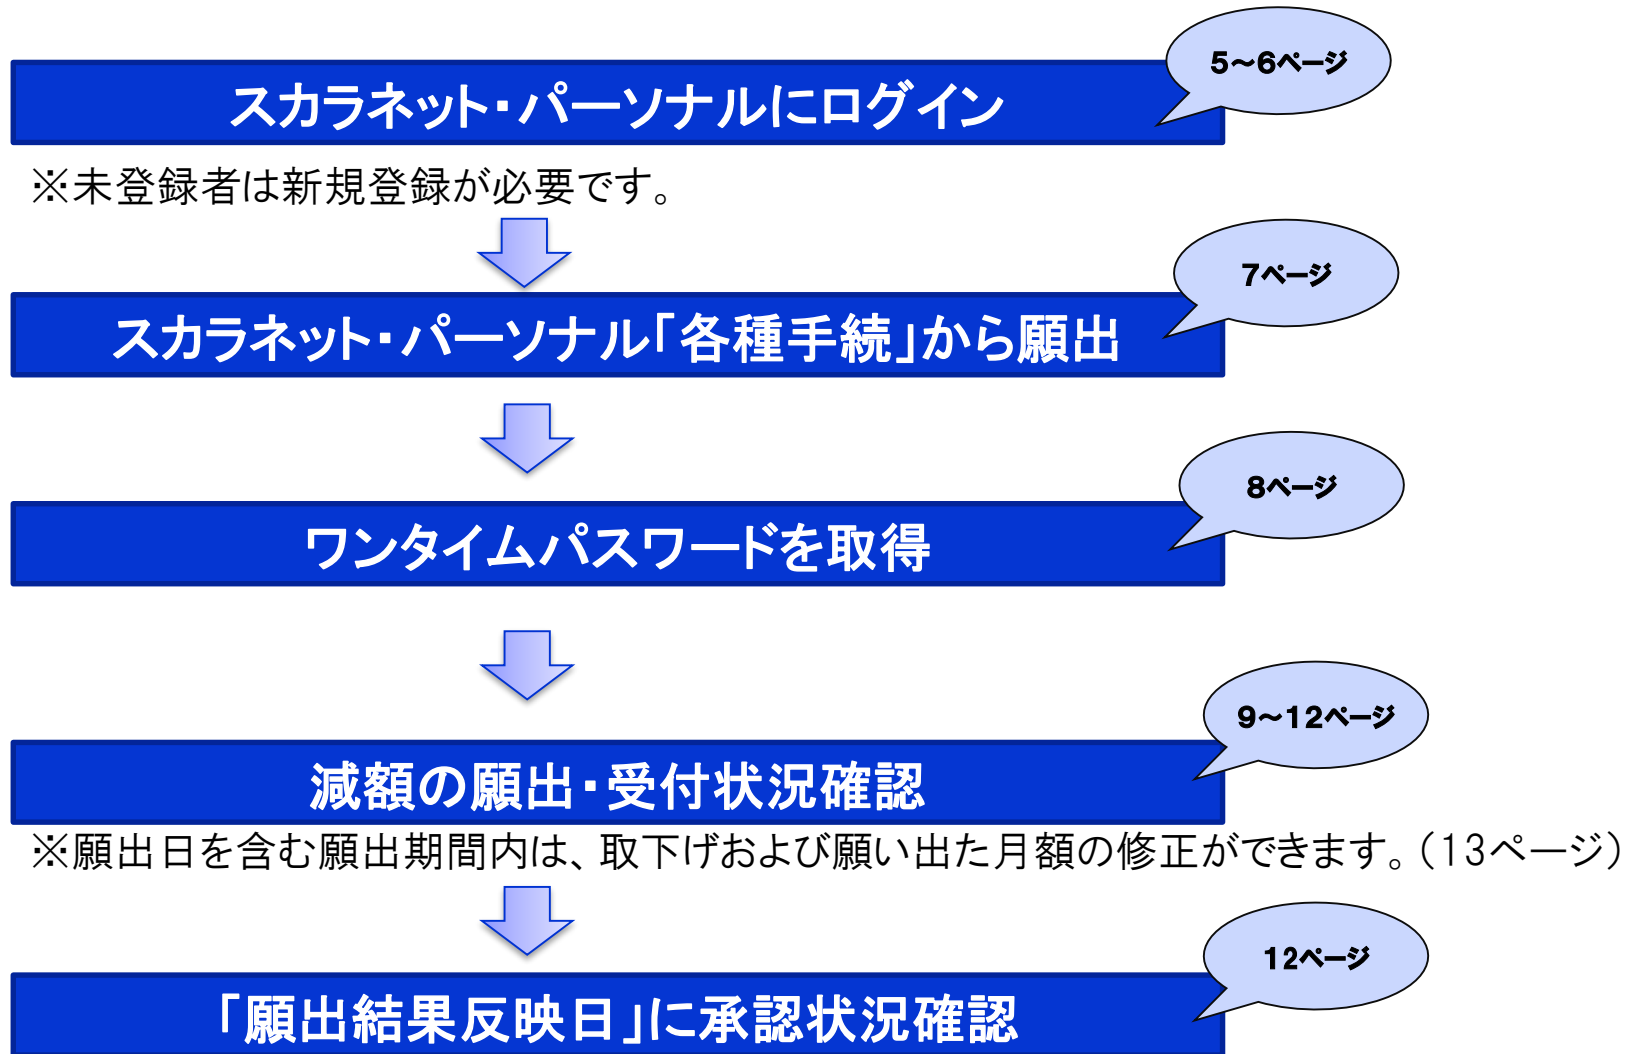 5～6ページ
スカラネット・パーソナルにログイン
※未登録者は新規登録が必要です。
7ページ
スカラネット・パーソナル「各種手続」から願出
8ページ
ワンタイムパスワードを取得
9～12ページ
減額の願出・受付状況確認
※願出日を含む願出期間内は、取下げおよび願い出た月額の修正ができます。(13ページ)
12ページ
「願出結果反映日」に承認状況確認